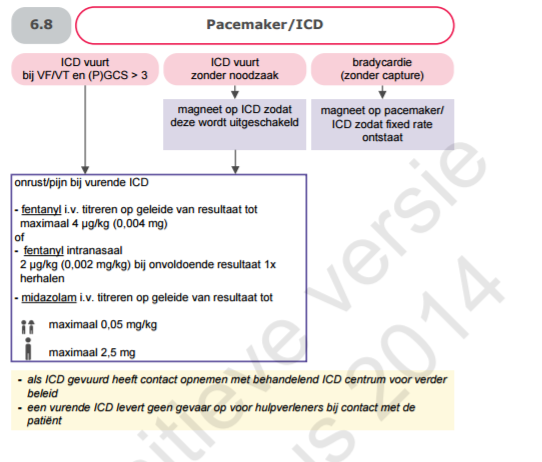 6.8
Pacemaker/ICD
ICD vuurt
bij VF/VT en (P)GCS > 3
ICD vuurt
zonder noodzaak
bradycardie
(zonder capture)
magneet op ICD zodat
deze wordt uitgeschakeld
magneet op pacemaker/
ICD zodat fixed rate
ontstaat
onrust/pijn bij vurende ICD
- fentanyl i.v. titreren op geleide van resultaat tot
maximaal 4 µg/kg (0,004 mg)
of
- fentanyl intranasaal
2 µg/kg (0,002 mg/kg) bij onvoldoende resultaat 1x
herhalen
- midazolam i.v. titreren op geleide van resultaat tot
maximaal 0,05 mg/kg
maximaal 2,5 mg
- als ICD gevuurd heeft contact opnemen met behandelend ICD centrum voor verder
beleid
- een vurende ICD levert geen gevaar op voor hulpverleners bij contact met de
patiënt
itieve versie
us 2014